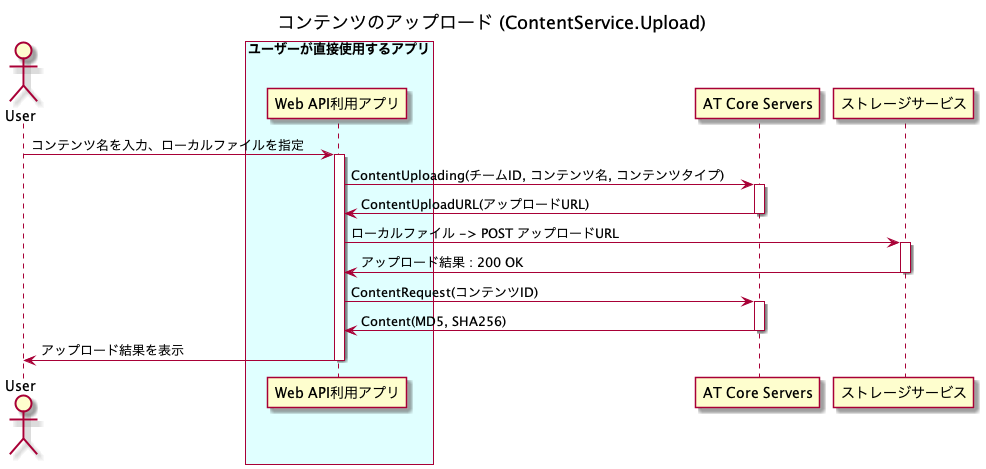 コンテンツのアップロード (ContentService.Upload)
ユーザーが直接使用するアプリ
User
Web API利用アプリ
AT Core Servers
ストレージサービス
コンテンツ名を入力、ローカルファイルを指定
ContentUploading(チームID, コンテンツ名, コンテンツタイプ)
ContentUploadURL(アップロードURL)
ローカルファイル -> POST アップロードURL
アップロード結果 : 200 OK
ContentRequest(コンテンツID)
Content(MD5, SHA256)
アップロード結果を表示
User
Web API利用アプリ
AT Core Servers
ストレージサービス